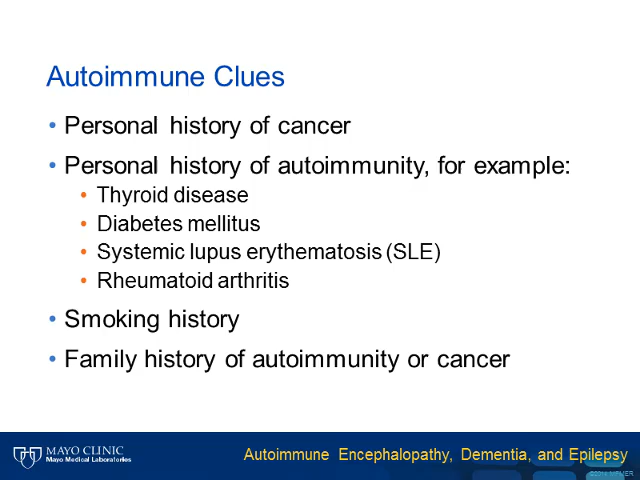 Autoimmune Clues
• Personal history of cancer
• Personal history of autoimmunity, for example:
• Thyroid disease
• Diabetes mellitus
• Systemic lupus erythematosis (SLE)
• Rheumatoid arthritis
• Smoking history
• Family history of autoimmunity or cancer
MAYO CLINIC
Mayo Medical Laboratories
Autoimmune Encephalopathy, Dementia, and Epilepsy